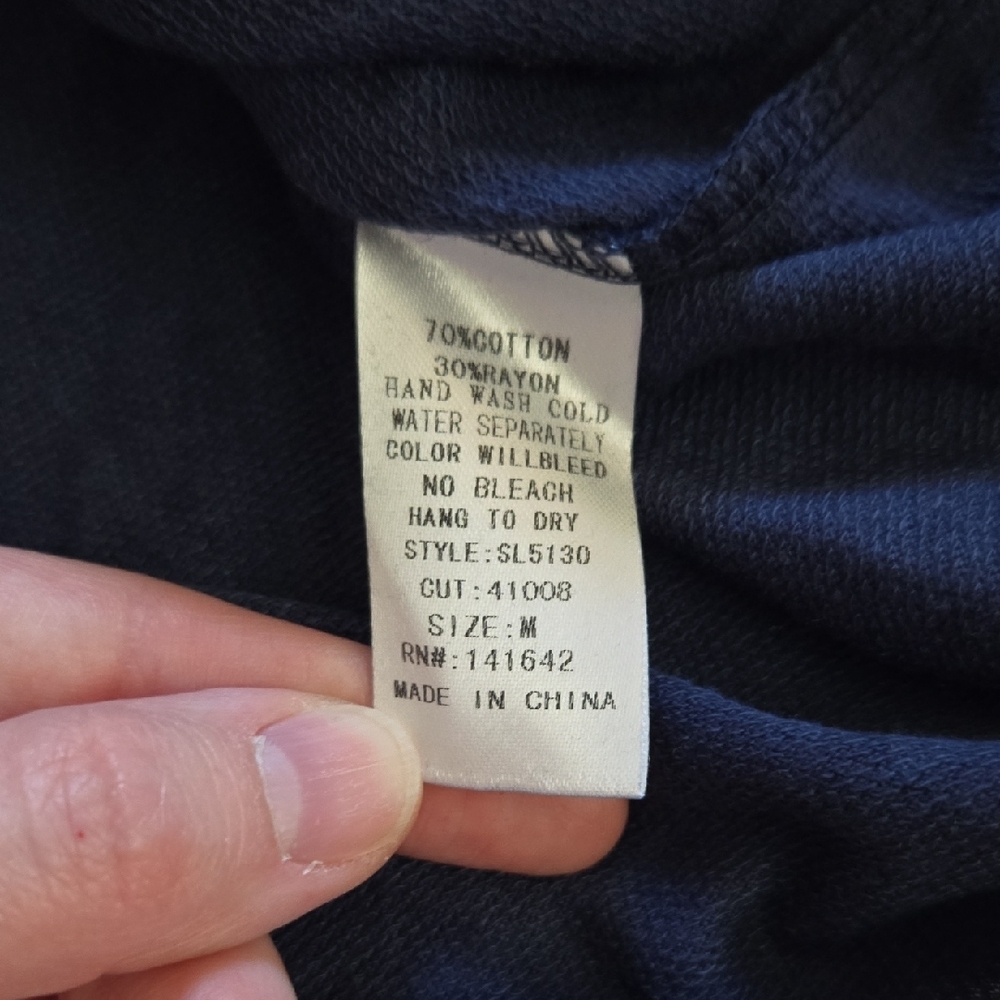 70%COTTON
30%RAYON
HAND WASH COLD
WATER SEPARATELY
COLOR WILLBLEED
NO BLEACH
HANG TO DRY
STYLE:SL5130
CUT:41008
SIZE:M
RN#:141642
MADE IN CHINA